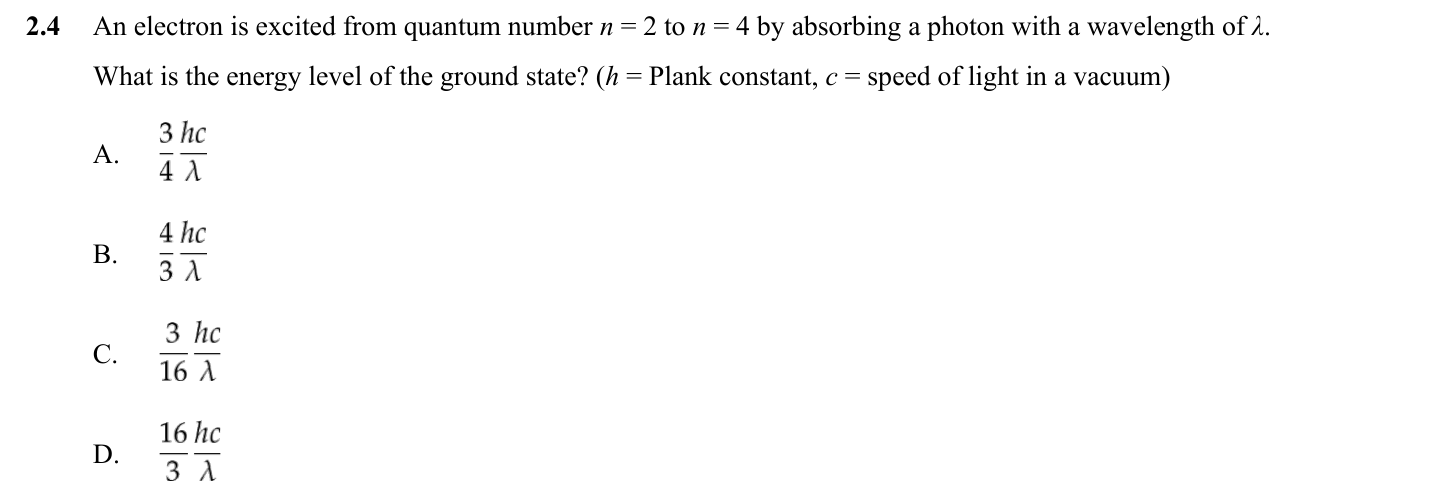 2.4 An electron is excited from quantum number n = 2 to n = 4 by absorbing a photon with a wavelength of λ.
What is the energy level of the ground state? (h = Plank constant, c = speed of light in a vacuum)
A. 3/4 hc/λ
B. 4/3 hc/λ
C. 3/16 hc/λ
D. 16/3 hc/λ